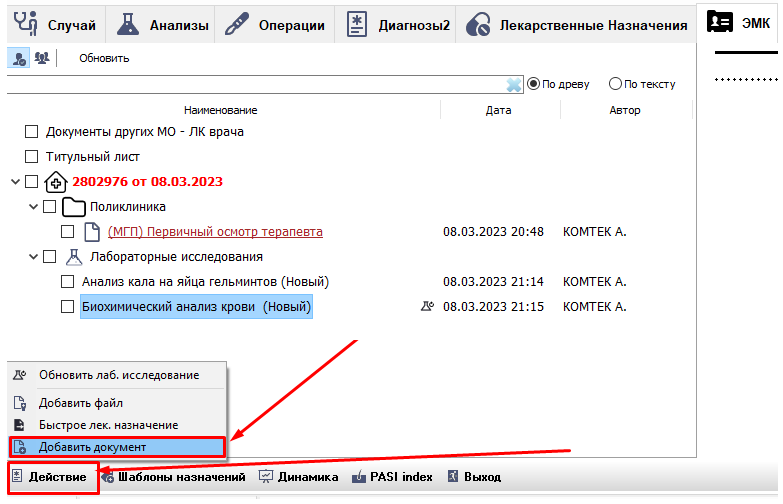 Случай Анализы Операции Диагнозы2 Лекарственные Назначения ЭМК
Обновить
По древу По тексту
Наименование Дата Автор
Документы других МО - ЛК врача
Титульный лист
2802976 от 08.03.2023
Поликлиника
(МГП) Первичный осмотр терапевта 08.03.2023 20:48 КОМТЕК А.
Лабораторные исследования
Анализ кала на яйца гельминтов (Новый) 08.03.2023 21:14 КОМТЕК А.
Биохимический анализ крови (Новый) 08.03.2023 21:15 КОМТЕК А.
Обновить лаб. исследование
Добавить файл
Быстрое лек. назначение
Добавить документ
Действие Шаблоны назначений Динамика PASI index Выход